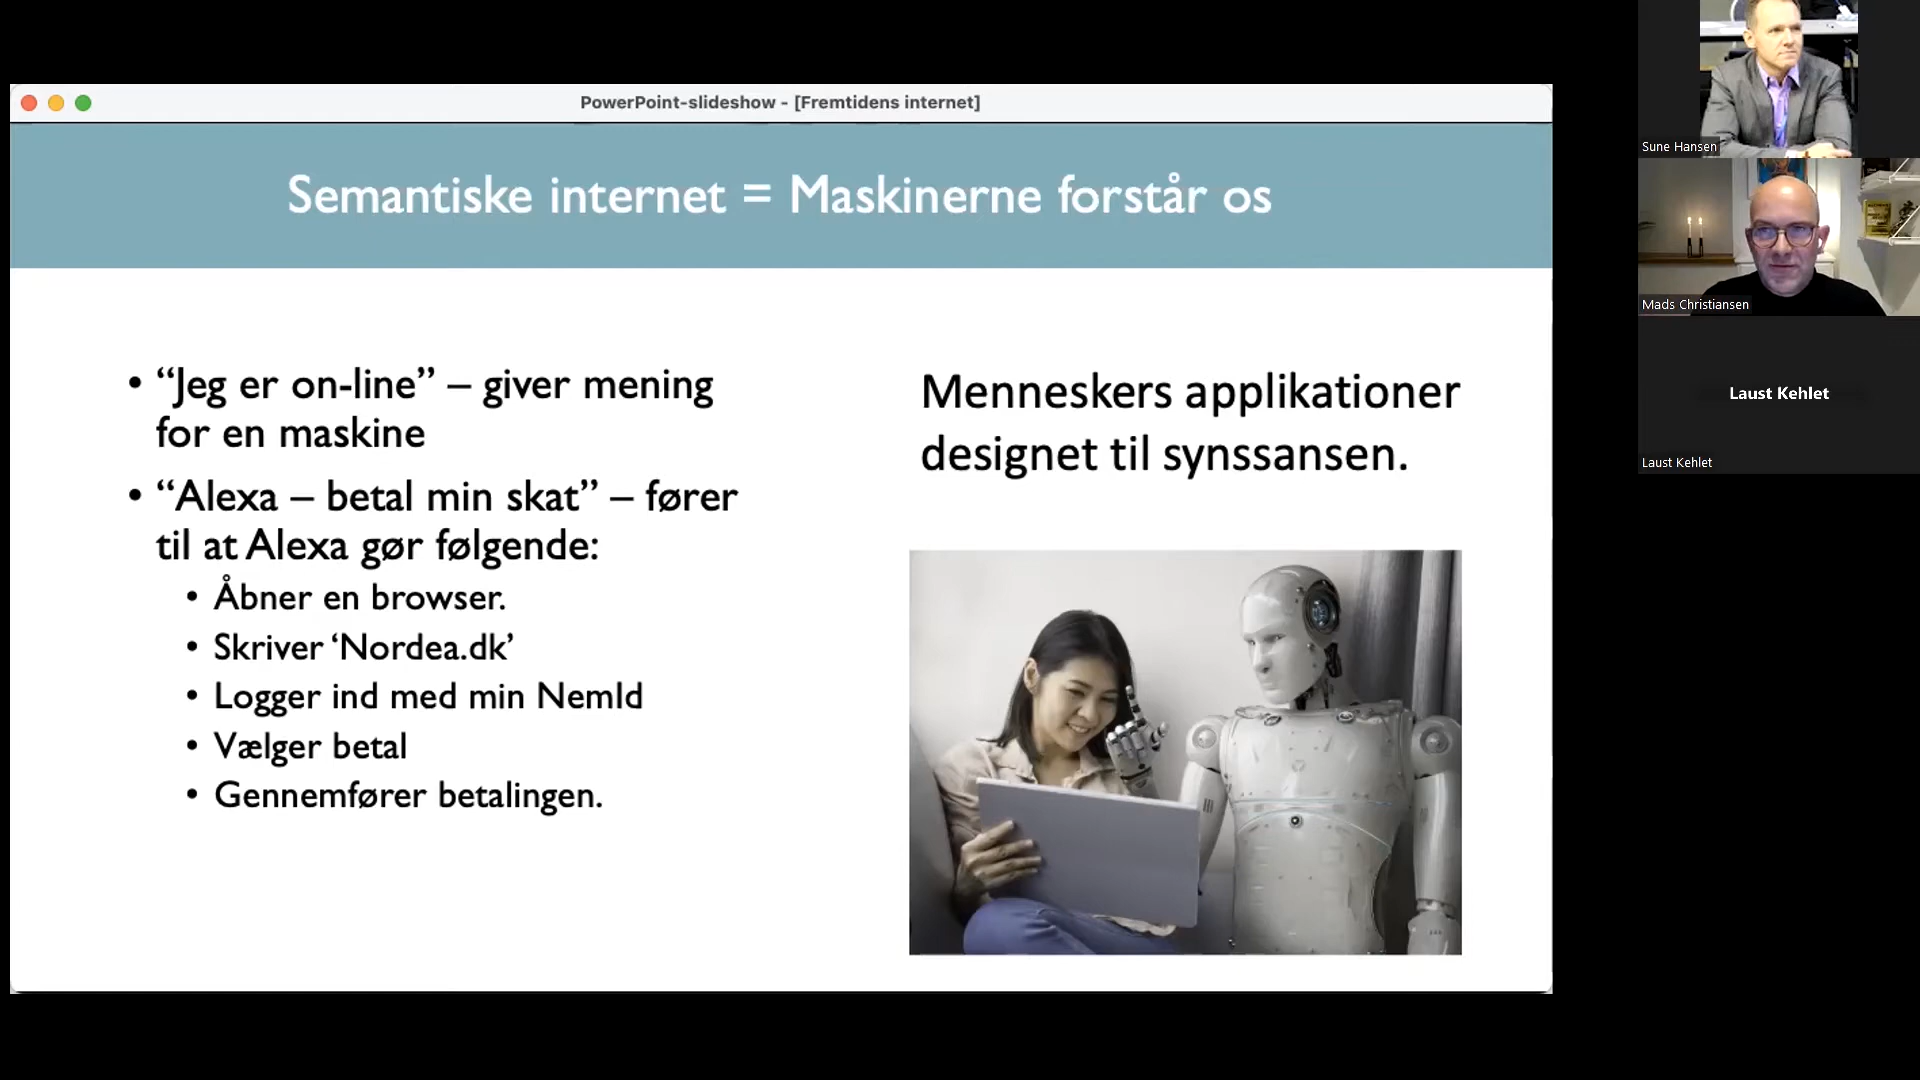 PowerPoint-slideshow - [Fremtidens internet]
Semantiske internet = Maskinerne forstår os
• “Jeg er on-line” – giver mening
for en maskine
• “Alexa – betal min skat” – fører
til at Alexa gør følgende:
• Åbner en browser.
• Skriver ‘Nordea.dk’
• Logger ind med min NemId
• Vælger betal
• Gennemfører betalingen.
Menneskers applikationer
designet til synssansen.
Sune Hansen
Mads Christiansen
Laust Kehlet
Laust Kehlet